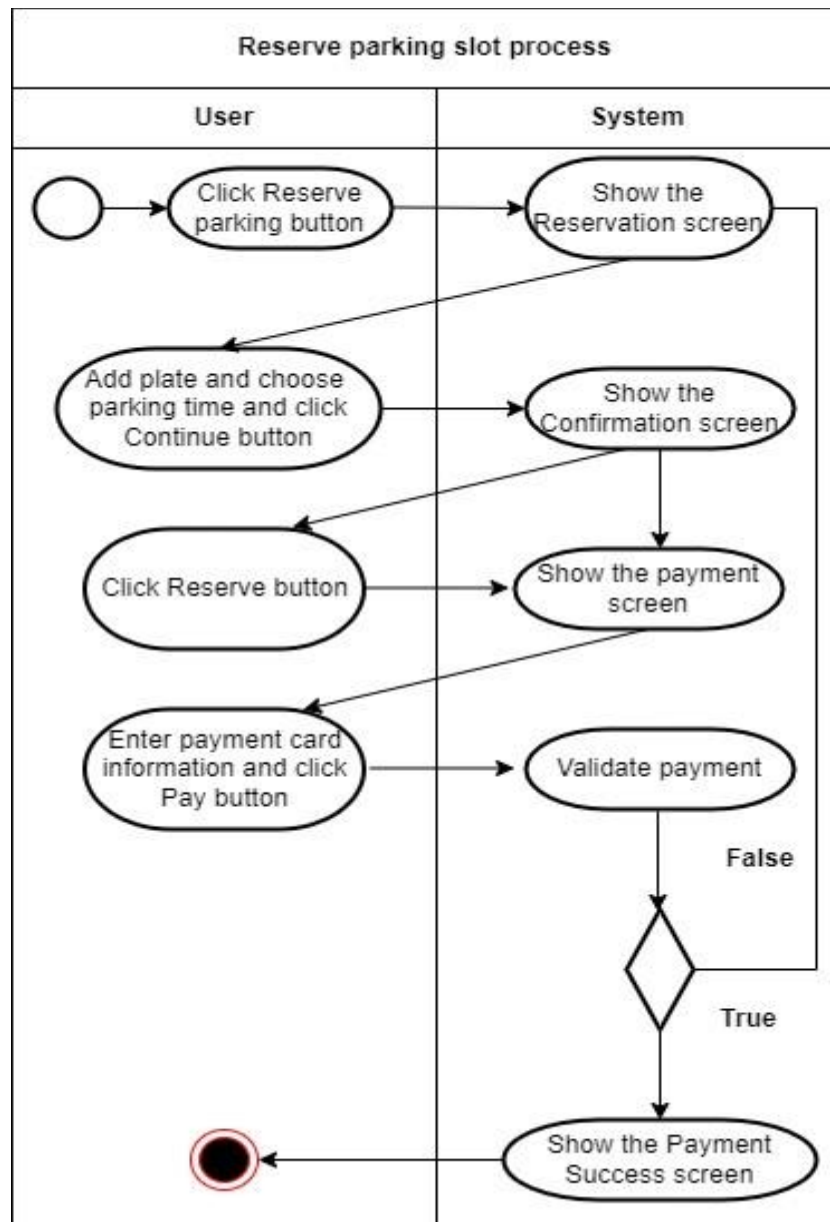 Reserve parking slot process
User
System
Click Reserve
parking button
Show the
Reservation screen
Add plate and choose
parking time and click
Continue button
Show the
Confirmation screen
Click Reserve button
Show the payment
screen
Enter payment card
information and click
Pay button
Validate payment
False
True
Show the Payment
Success screen